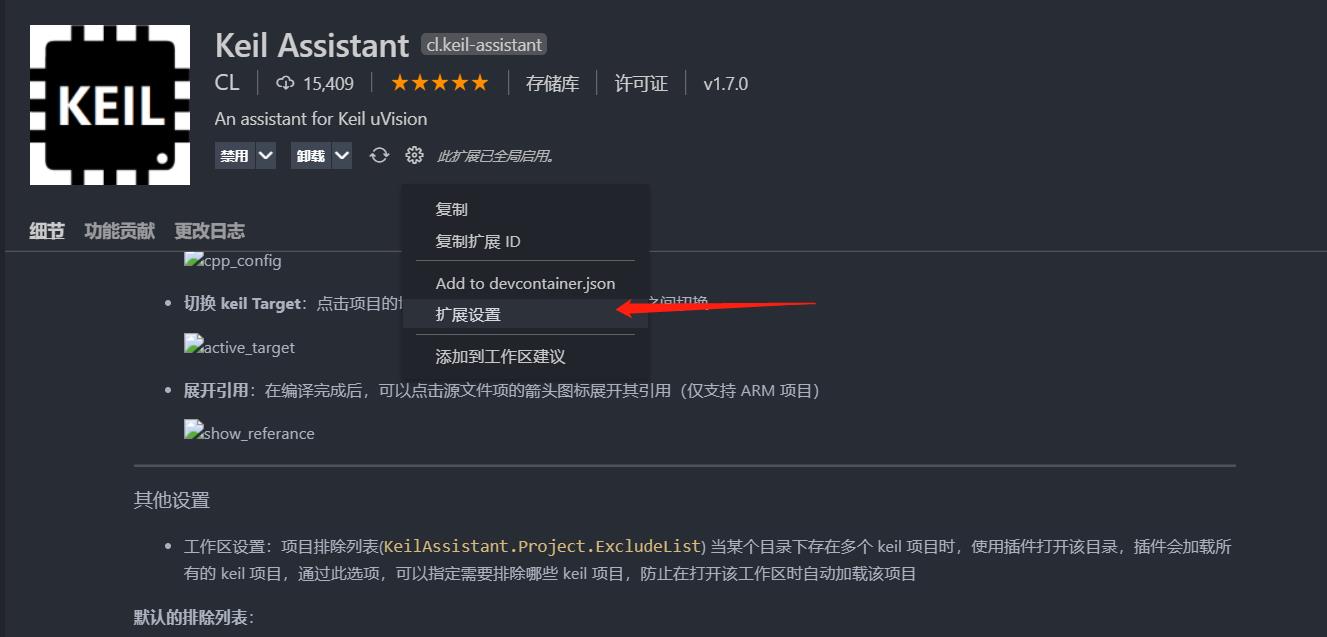 KEIL
Keil Assistant cl.keil-assistant
CL 15,409 存储库 许可证 v1.7.0
An assistant for Keil uVision
禁用 卸载 此扩展已全局启用。
复制
细节 功能贡献 更改日志
复制扩展 ID
cpp_config
Add to devcontainer.json
切换 keil Target：点击项目的 之间切换
扩展设置
active_target
添加到工作区建议
展开引用：在编译完成后，可以点击源文件项的箭头图标展开其引用（仅支持 ARM 项目）
show_referance
其他设置
工作区设置：项目排除列表(KeilAssistant.Project.ExcludeList) 当某个目录下存在多个 keil 项目时，使用插件打开该目录，插件会加载所
有的 keil 项目，通过此选项，可以指定需要排除哪些 keil 项目，防止在打开该工作区时自动加载该项目
默认的排除列表：